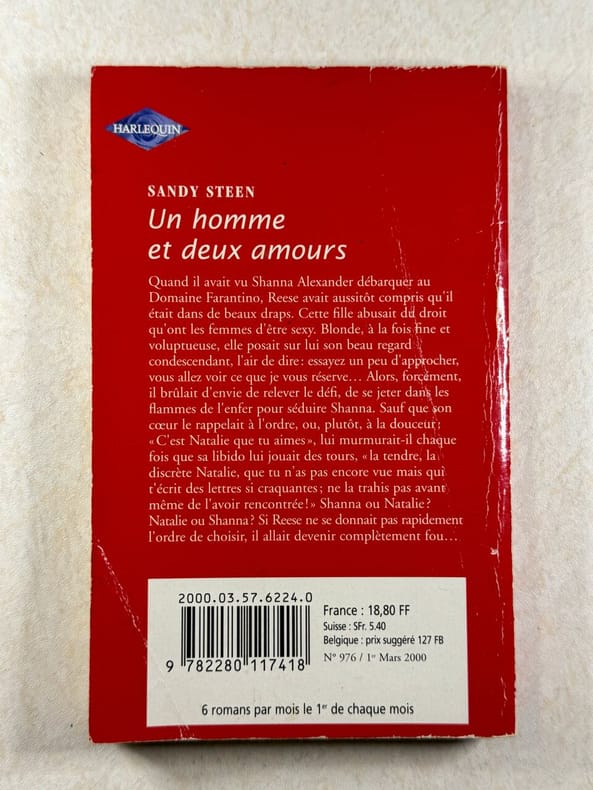 HARLEQUIN
SANDY STEEN
Un homme
et deux amours
Quand il avait vu Shanna Alexander débarquer au
Domaine Farantino, Reese avait aussitôt compris qu'il
était dans de beaux draps. Cette fille abusait du droit
qu'ont les femmes d'être sexy. Blonde, à la fois fine et
voluptueuse, elle posait sur lui son beau regard
condescendant, l'air de dire : essayez un peu d'approcher,
vous allez voir ce que je vous réserve… Alors, forcément,
il brûlait d'envie de relever le défi, de se jeter dans les
flammes de l'enfer pour séduire Shanna. Sauf que son
cœur le rappelait à l'ordre, ou, plutôt, à la douceur :
« C'est Natalie que tu aimes », lui murmurait-il chaque
fois que sa libido lui jouait des tours, « la tendre, la
discrète Natalie, que tu n'as pas encore vue mais qui
t'écrit des lettres si craquantes ; ne la trahis pas avant
même de l'avoir rencontrée ! » Shanna ou Natalie ?
Natalie ou Shanna ? Si Reese ne se donnait pas rapidement
l'ordre de choisir, il allait devenir complètement fou…
2000.03.57.6224.0
9 782280 117418
France : 18,80 FF
Suisse : SFr. 5.40
Belgique : prix suggéré 127 FB
N° 976 / 1er Mars 2000
6 romans par mois le 1er de chaque mois